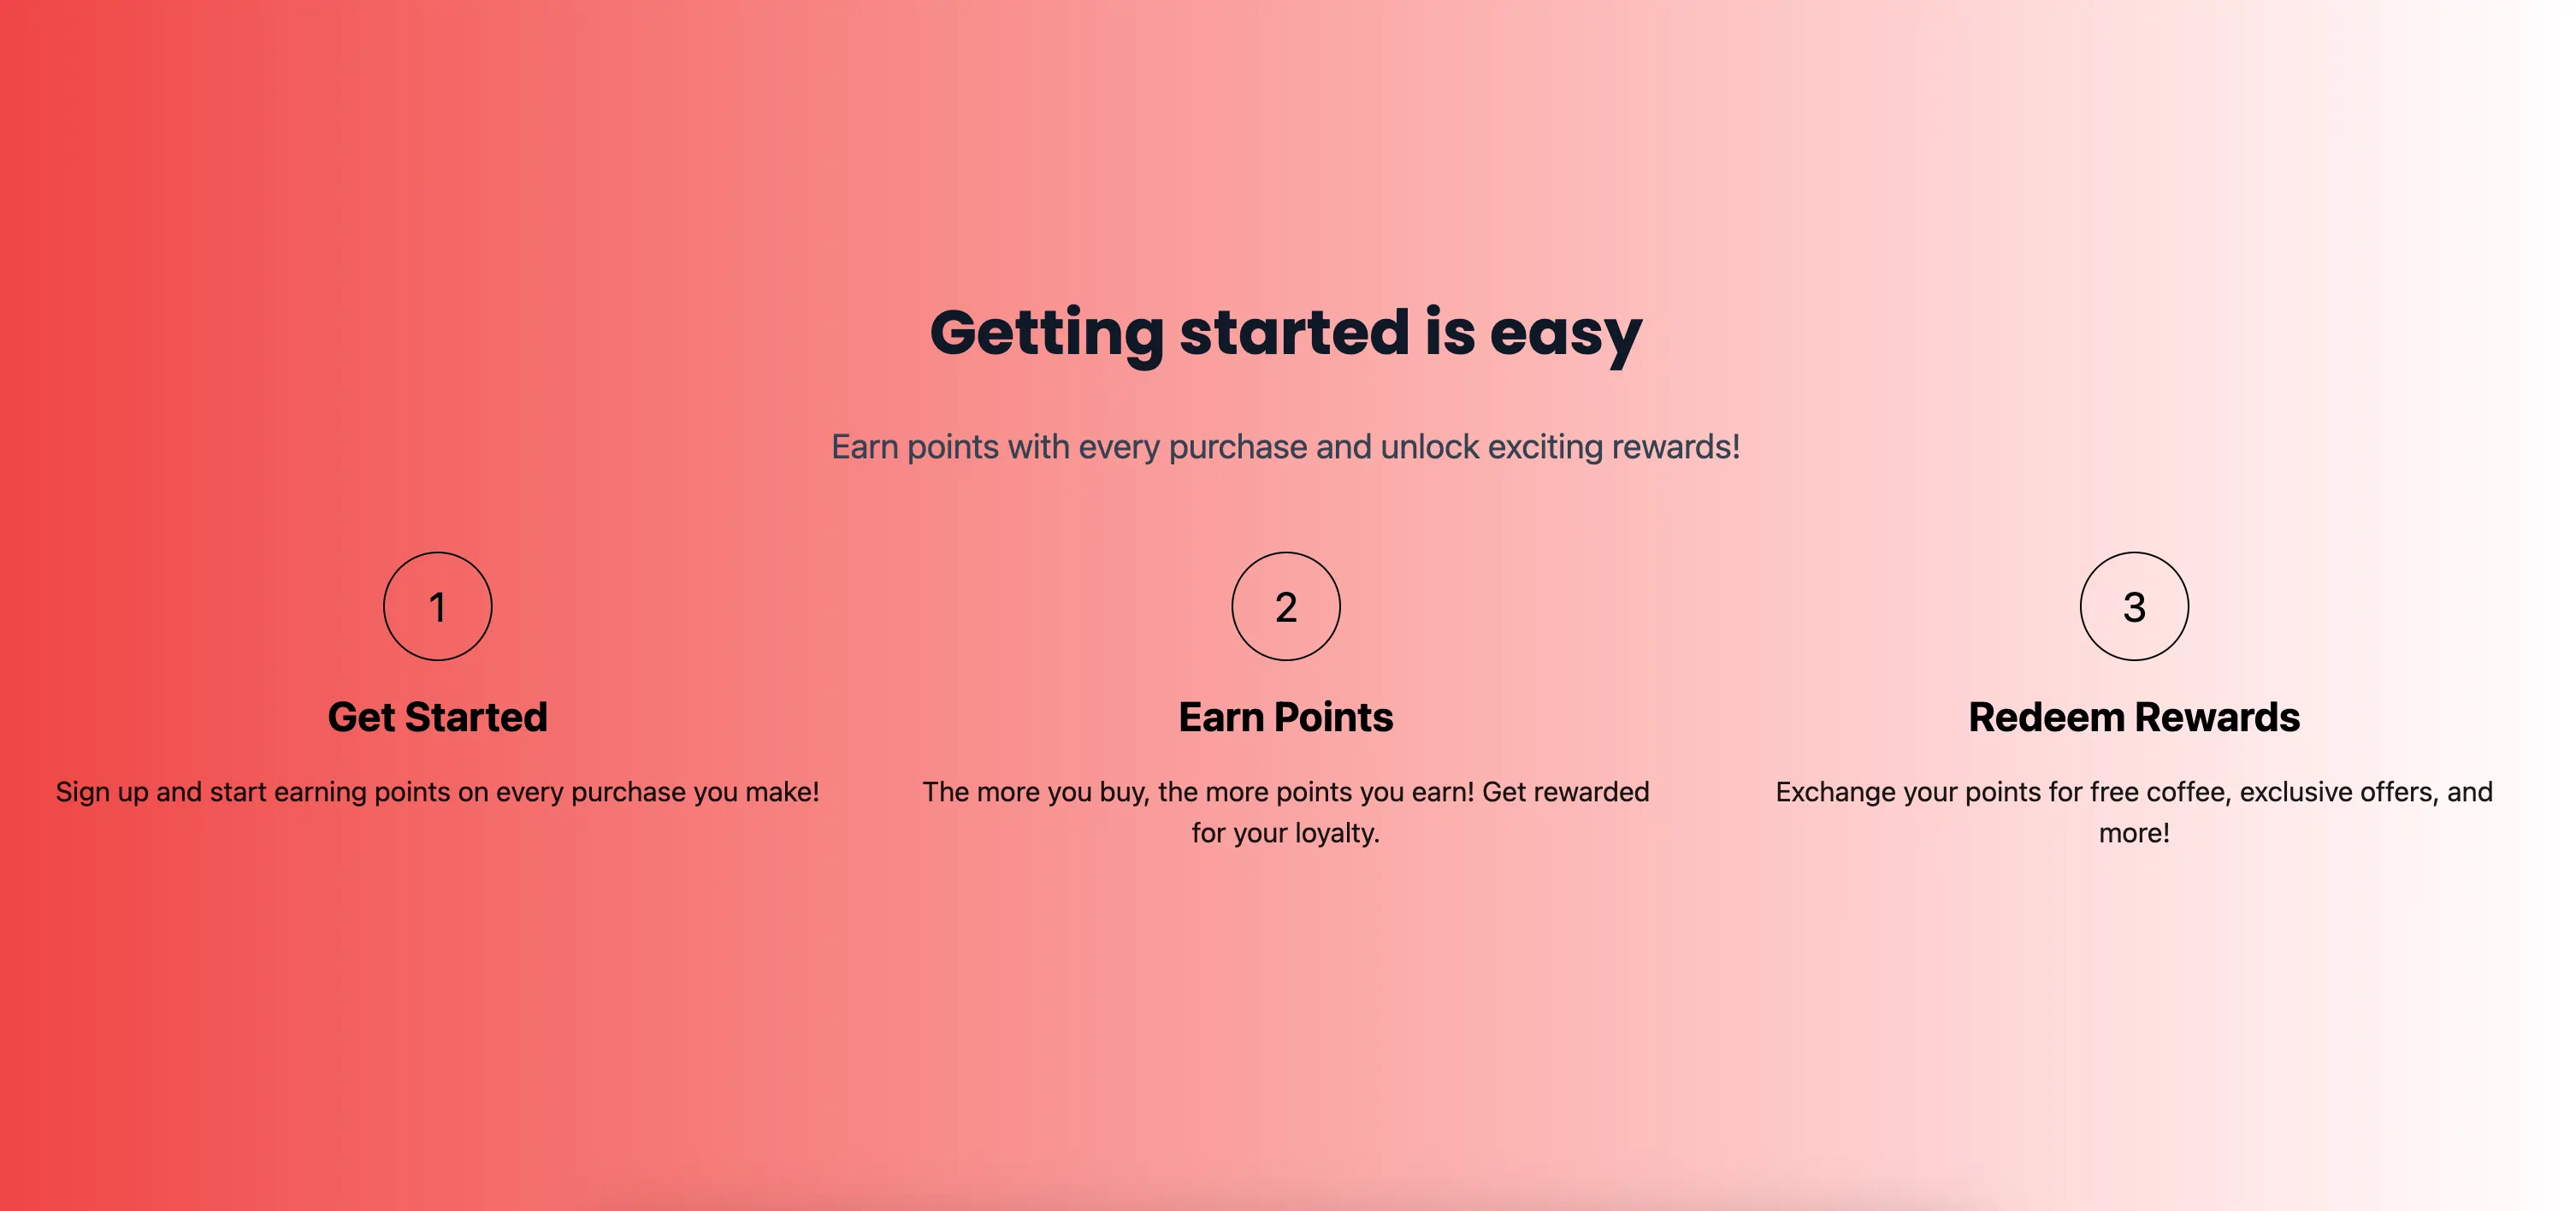 Getting started is easy
Earn points with every purchase and unlock exciting rewards!
1
Get Started
Sign up and start earning points on every purchase you make!
2
Earn Points
The more you buy, the more points you earn! Get rewarded
for your loyalty.
3
Redeem Rewards
Exchange your points for free coffee, exclusive offers, and
more!